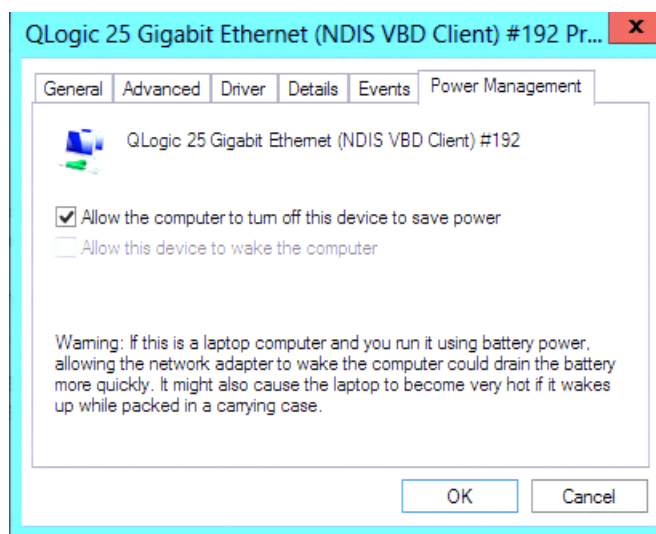 QLogic 25 Gigabit Ethernet (NDIS VBD Client) #192 Pr... x
General Advanced Driver Details Events Power Management
QLogic 25 Gigabit Ethernet (NDIS VBD Client) #192
Allow the computer to turn off this device to save power
Allow this device to wake the computer
Warning: If this is a laptop computer and you run it using battery power,
allowing the network adapter to wake the computer could drain the battery
more quickly. It might also cause the laptop to become very hot if it wakes
up while packed in a carrying case.
OK Cancel